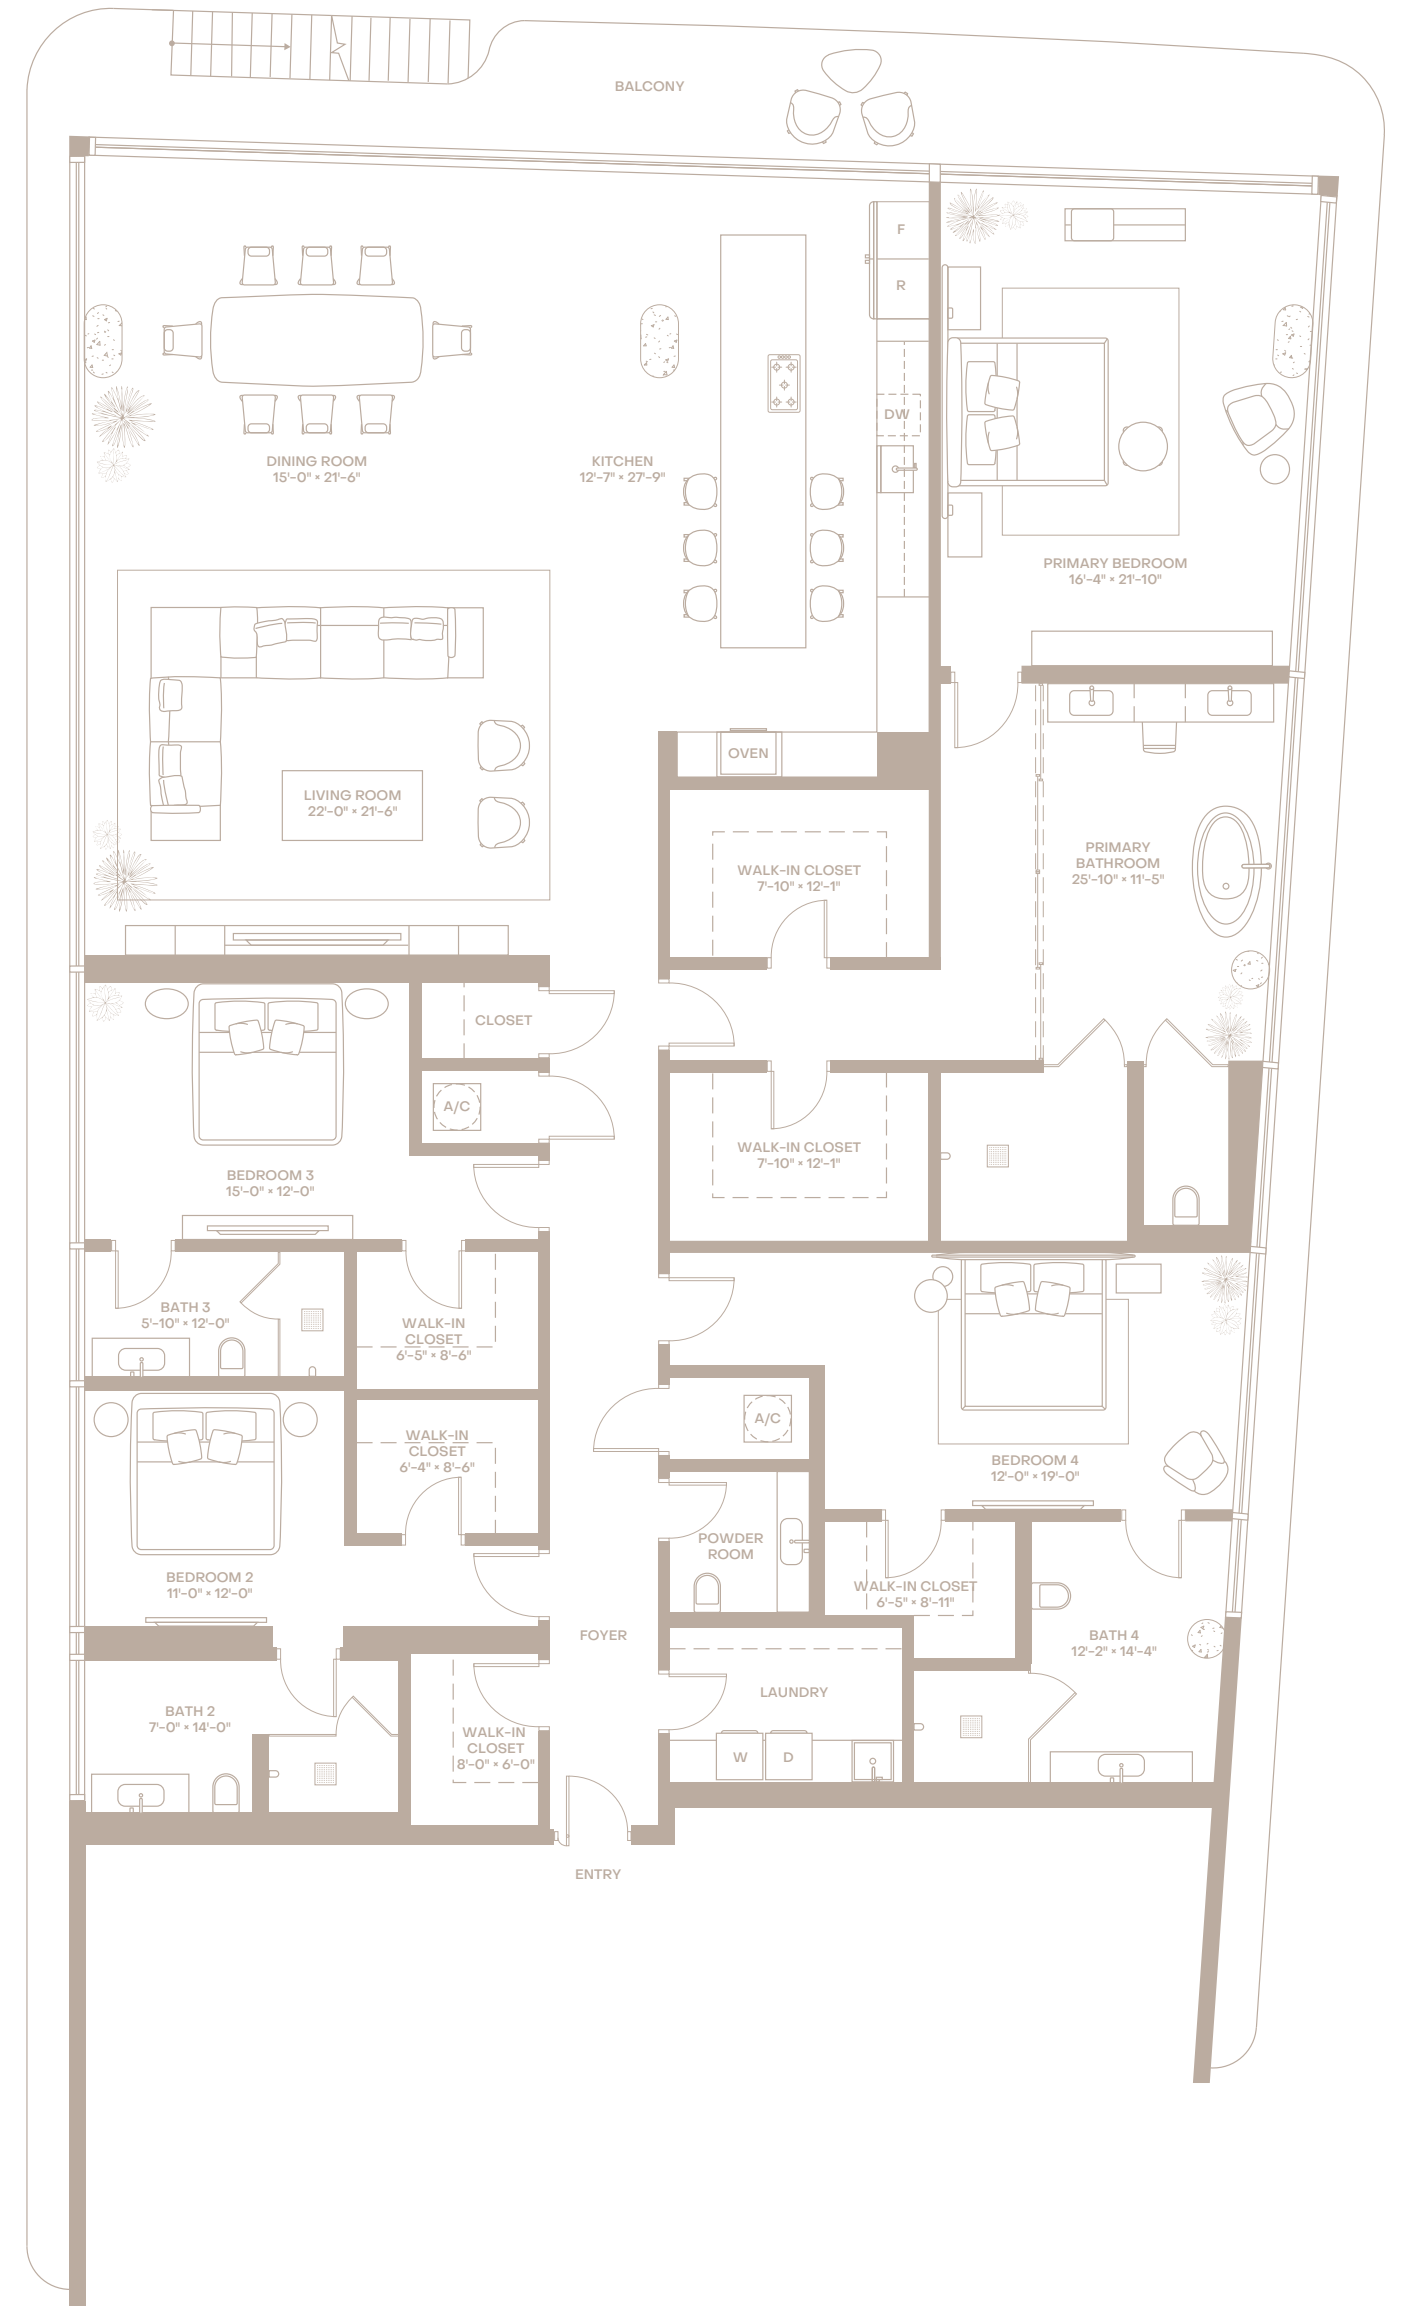 BALCONY
F
R
DW
DINING ROOM
15'-0" × 21'-6"
KITCHEN
12'-7" × 27'-9"
PRIMARY BEDROOM
16'-4" × 21'-10"
OVEN
LIVING ROOM
22'-0" × 21'-6"
PRIMARY
BATHROOM
25'-10" × 11'-5"
WALK-IN CLOSET
7'-10" × 12'-1"
CLOSET
A/C
WALK-IN CLOSET
7'-10" × 12'-1"
BEDROOM 3
15'-0" × 12'-0"
BATH 3
5'-10" × 12'-0"
WALK-IN
CLOSET
6'-5" × 8'-6"
WALK-IN
CLOSET
6'-4" × 8'-6"
A/C
BEDROOM 4
12'-0" × 19'-0"
POWDER
ROOM
BEDROOM 2
11'-0" × 12'-0"
WALK-IN CLOSET
6'-5" × 8'-11"
FOYER
BATH 4
12'-2" × 14'-4"
LAUNDRY
BATH 2
7'-0" × 14'-0"
WALK-IN
CLOSET
8'-0" × 6'-0"
W
D
ENTRY